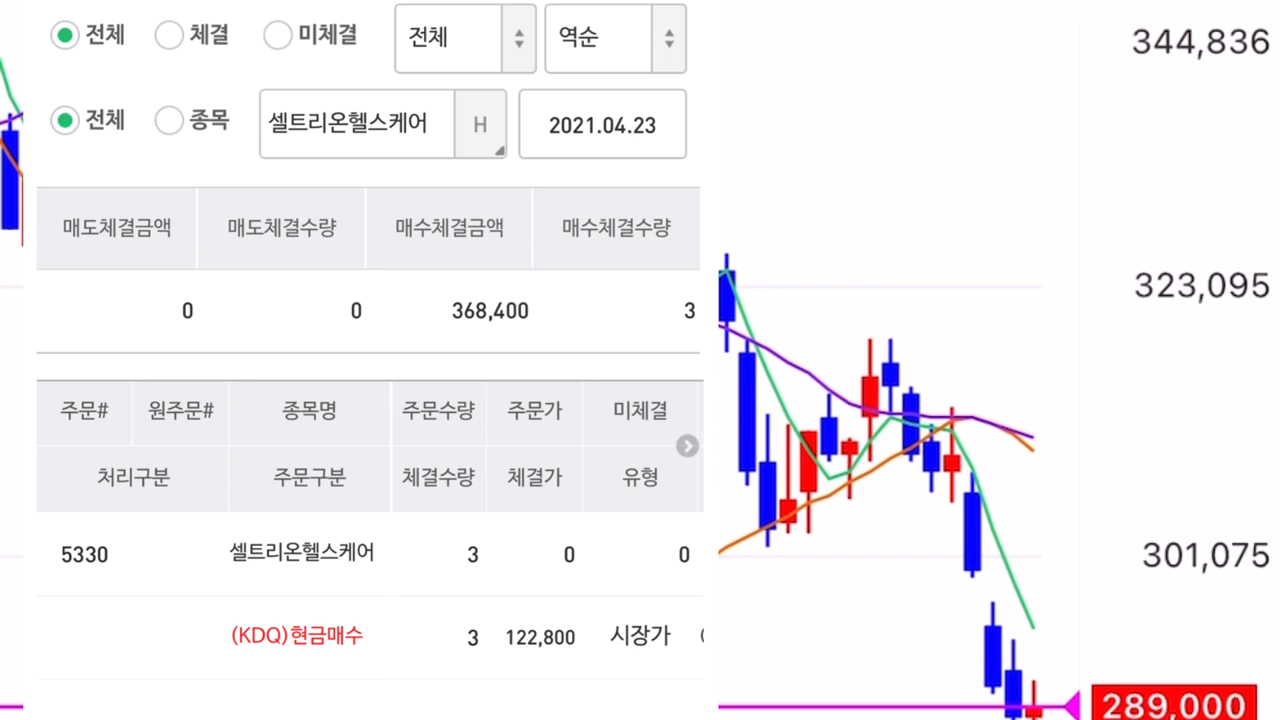 전체 체결 미체결 전체 역순
전체 종목 셀트리온헬스케어 H 2021.04.23
매도체결금액 매도체결수량 매수체결금액 매수체결수량
0 0 368,400 3
주문# 원주문# 종목명 주문수량 주문가 미체결
처리구분 주문구분 체결수량 체결가 유형
5330 셀트리온헬스케어 3 0 0
(KDQ)현금매수 3 122,800 시장가
344,836
323,095
301,075
289,000